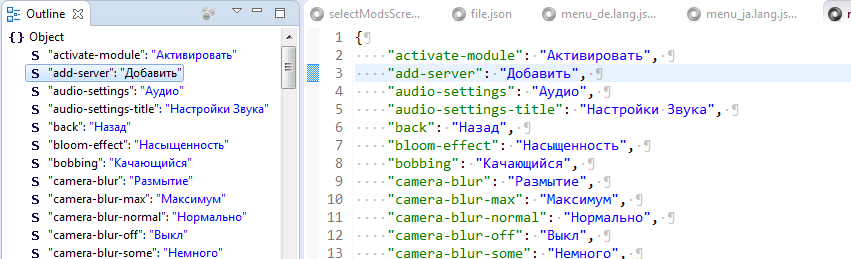 Outline
selectModsScre...
file.json
menu_de.lang.js...
menu_ja.lang.js...
{} Object
S "activate-module": "Активировать"
S "add-server": "Добавить"
S "audio-settings": "Аудио"
S "audio-settings-title": "Настройки Звука"
S "back": "Назад"
S "bloom-effect": "Насыщенность"
S "bobbing": "Качающийся"
S "camera-blur": "Размытие"
S "camera-blur-max": "Максимум"
S "camera-blur-normal": "Нормально"
S "camera-blur-off": "Выкл"
S "camera-blur-some": "Немного"
1 {¶
2 ····"activate-module": "Активировать",·¶
3 ····"add-server": "Добавить",·¶
4 ····"audio-settings": "Аудио",·¶
5 ····"audio-settings-title": "Настройки·Звука",·¶
6 ····"back": "Назад",·¶
7 ····"bloom-effect": "Насыщенность",·¶
8 ····"bobbing": "Качающийся",·¶
9 ····"camera-blur": "Размытие",·¶
10 ····"camera-blur-max": "Максимум",·¶
11 ····"camera-blur-normal": "Нормально",·¶
12 ····"camera-blur-off": "Выкл",·¶
13 ····"camera-blur-some": "Немного",·¶